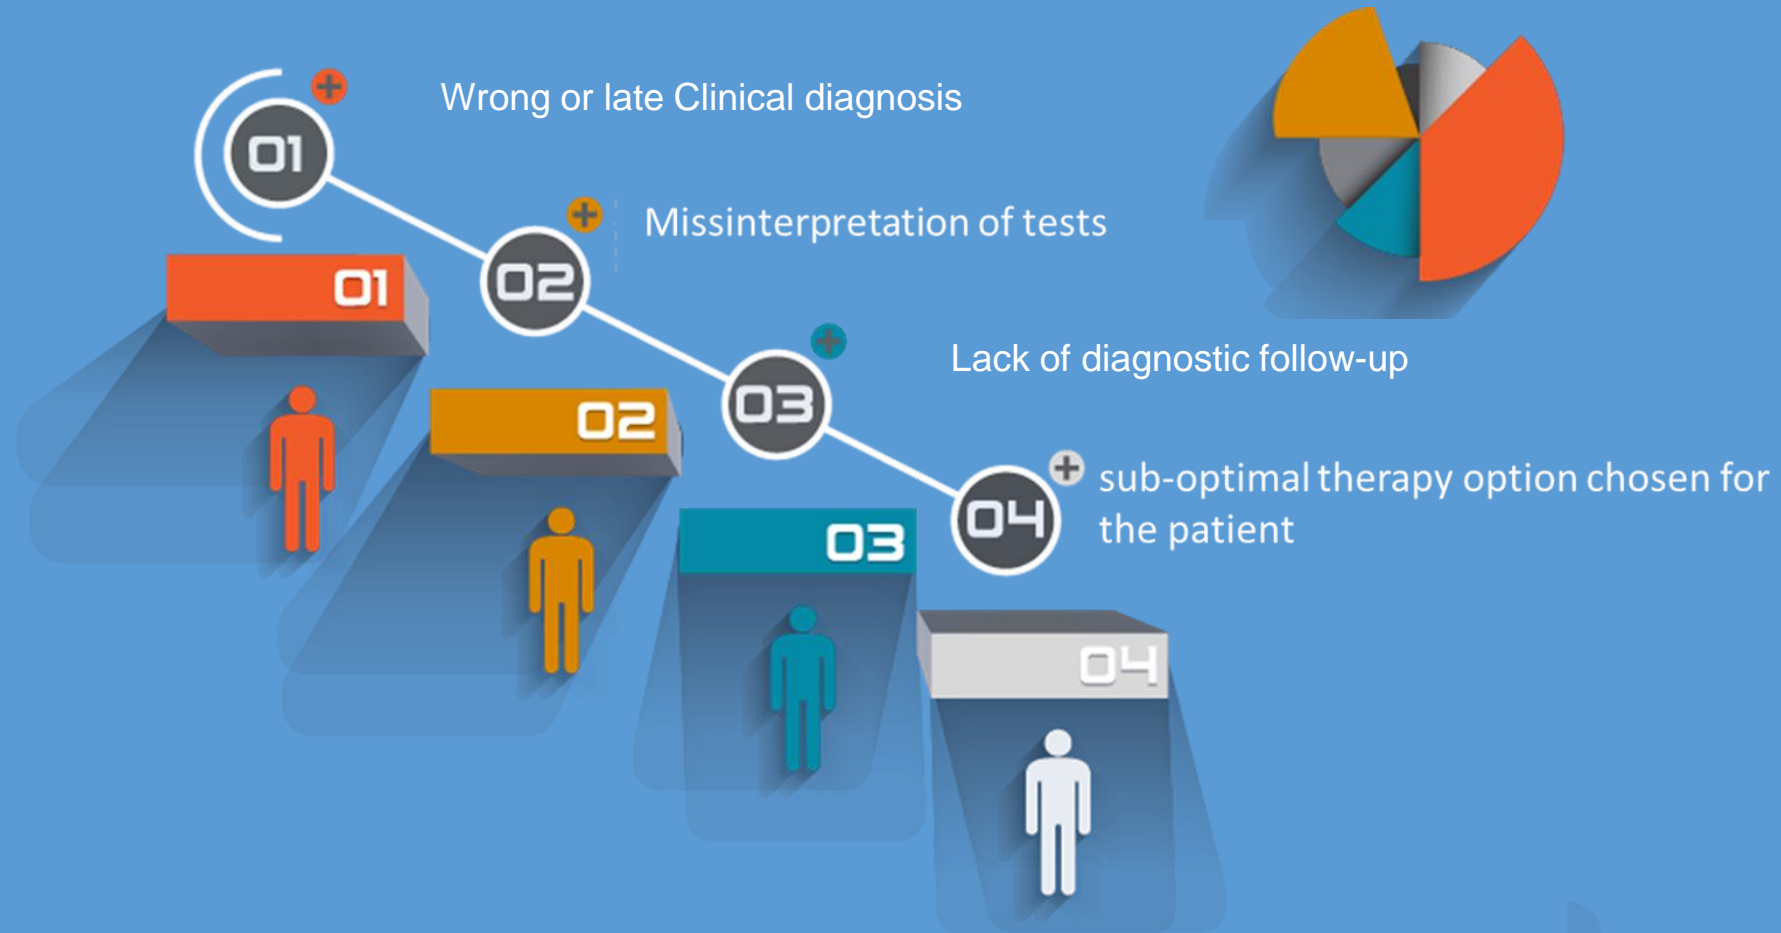 01
Wrong or late Clinical diagnosis
02
Missinterpretation of tests
03
Lack of diagnostic follow-up
04
sub-optimal therapy option chosen for
the patient
01
02
03
04